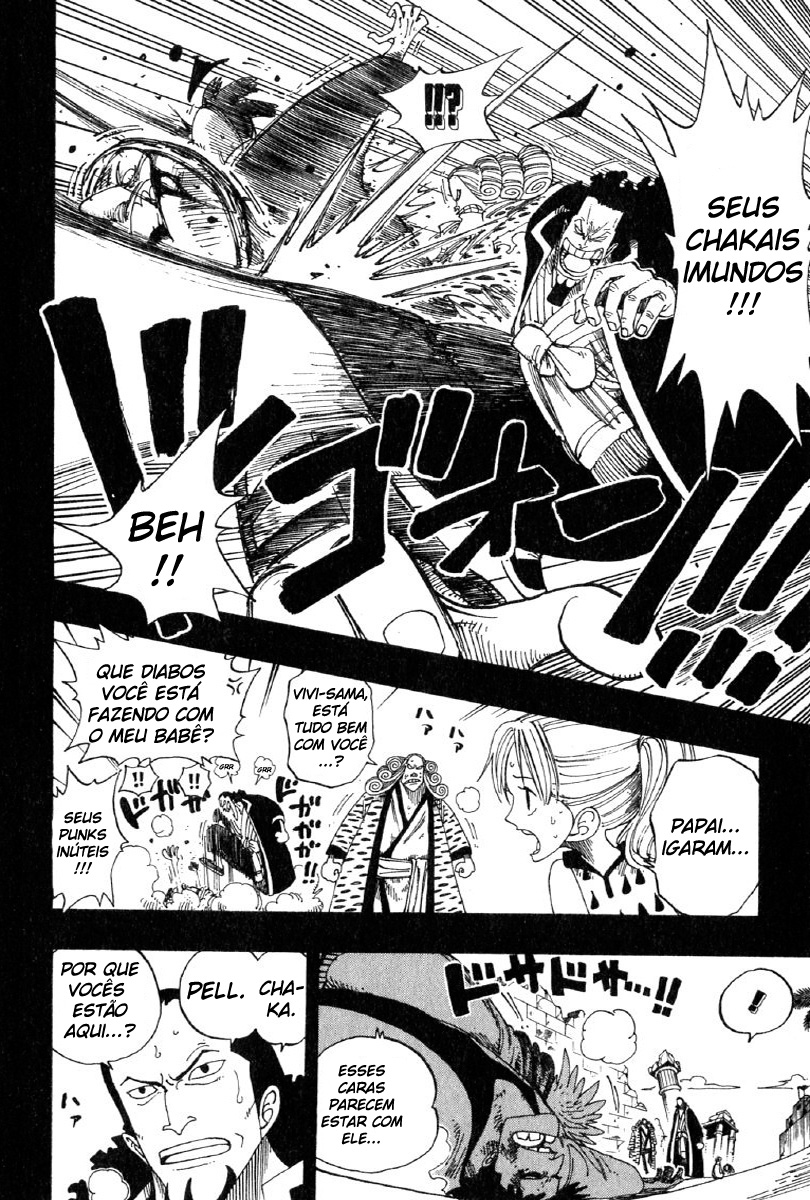 SEUS
CHAKAIS
IMUNDOS
!!!
!!?
BEH
!!
ドゴォー!!!
PAPAI...
IGARAM...
VIVI-SAMA,
ESTÁ
TUDO BEM
COM VOCÊ
...?
ハァ
ハァ
QUE DIABOS
VOCÊ ESTÁ
FAZENDO COM
O MEU BABÊ?
GRR
GRR
!!
!!
ドガ
ガガ
ガガ
!!
SEUS
PUNKS
INÚTEIS
!!!
!
ドサドサ…!!
ESSES
CARAS
PARECEM
ESTAR COM
ELE...
CHA-
KA.
PELL.
POR QUE
VOCÊS
ESTÃO
AQUI...?
ハァ